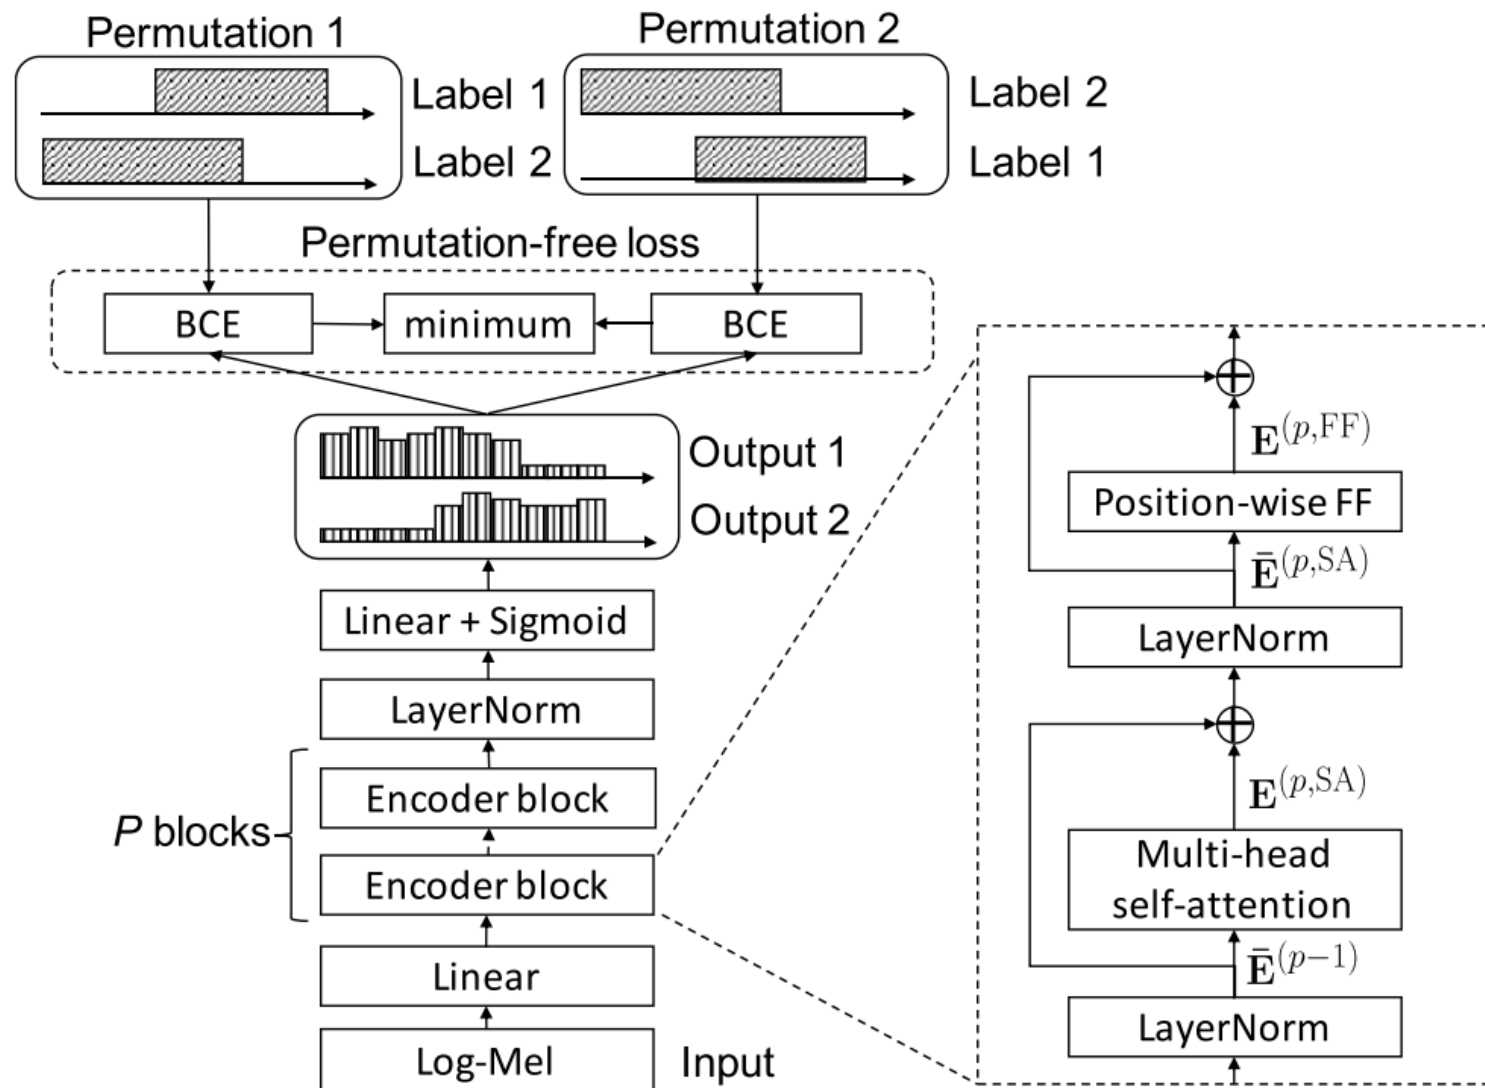 Permutation 1
Permutation 2
Label 1
Label 2
Label 2
Label 1
Permutation-free loss
BCE
minimum
BCE
Output 1
Output 2
Linear + Sigmoid
LayerNorm
P blocks
Encoder block
Encoder block
Linear
Log-Mel
Input
E^(p,FF)
Position-wise FF
Ē^(p,SA)
LayerNorm
E^(p,SA)
Multi-head
self-attention
Ē^(p−1)
LayerNorm